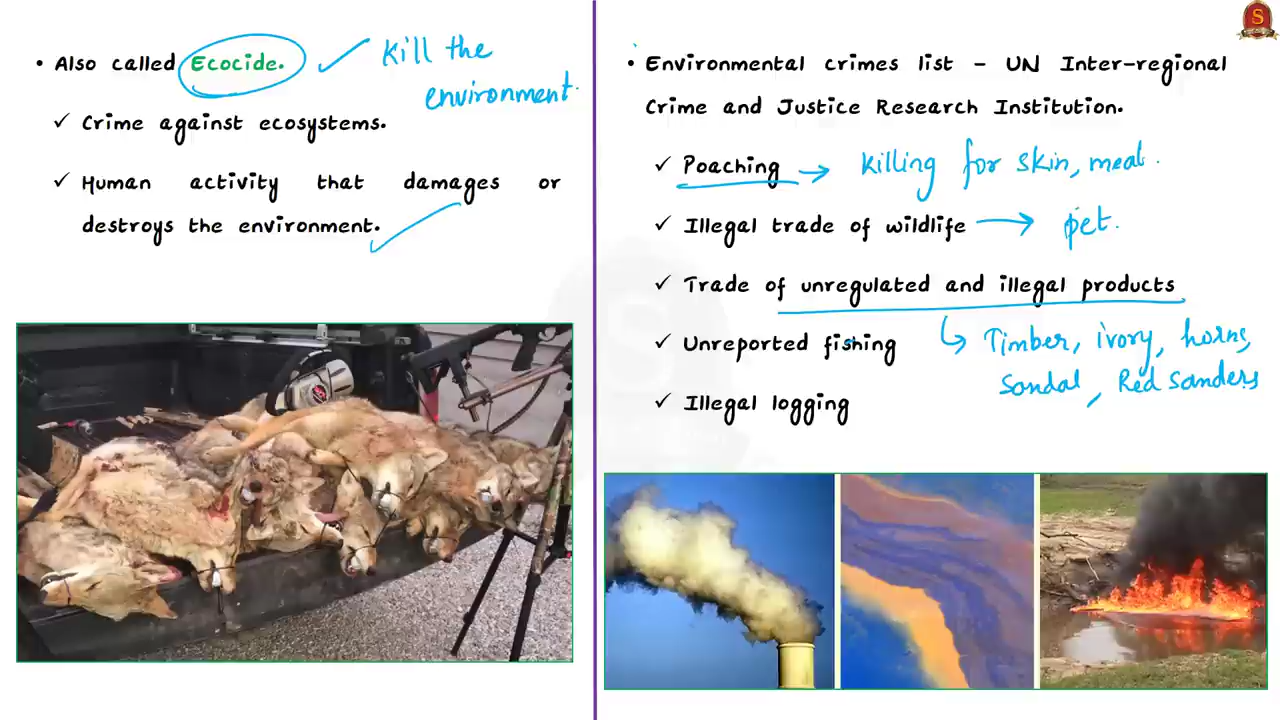 • Also called Ecocide.
Kill the
environment.
✓ Crime against ecosystems.
✓ Human activity that damages or
destroys the environment.
• Environmental crimes list – UN Inter-regional
Crime and Justice Research Institution.
✓ Poaching → Killing for skin, meat.
✓ Illegal trade of wildlife → pet.
✓ Trade of unregulated and illegal products
Timber, ivory, horns,
Sandal, Red Sanders
✓ Unreported fishing
✓ Illegal logging
S